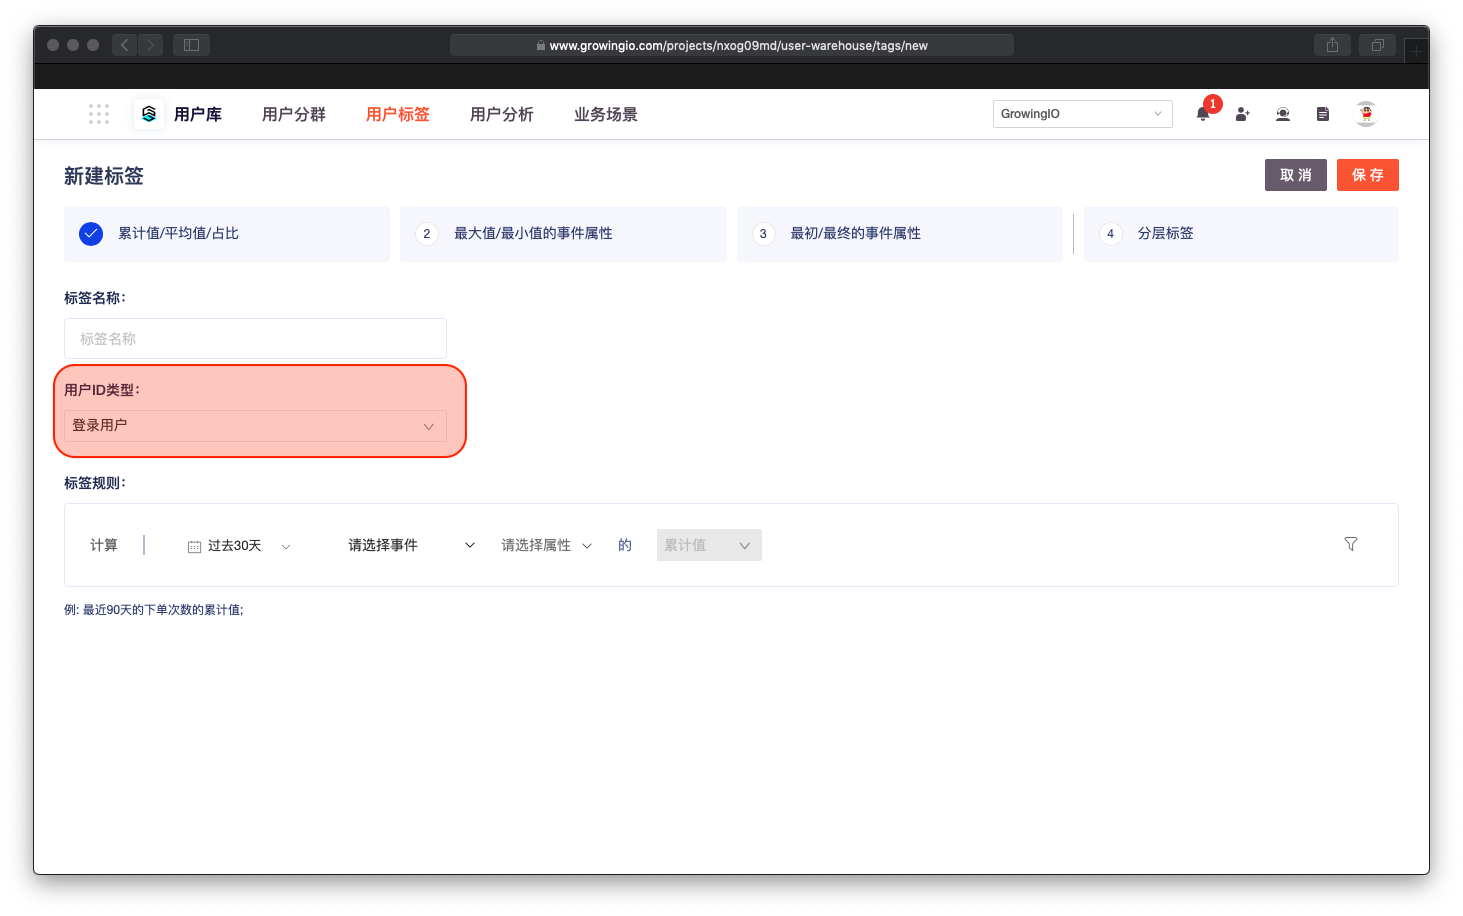 www.growingio.com/projects/nxog09md/user-warehouse/tags/new
用户库 用户分群 用户标签 用户分析 业务场景 GrowingIO 1
新建标签 取 消 保 存
累计值/平均值/占比 2 最大值/最小值的事件属性 3 最初/最终的事件属性 4 分层标签
标签名称:
标签名称
用户ID类型:
登录用户
标签规则:
计算 过去30天 请选择事件 请选择属性 的 累计值
例: 最近90天的下单次数的累计值;